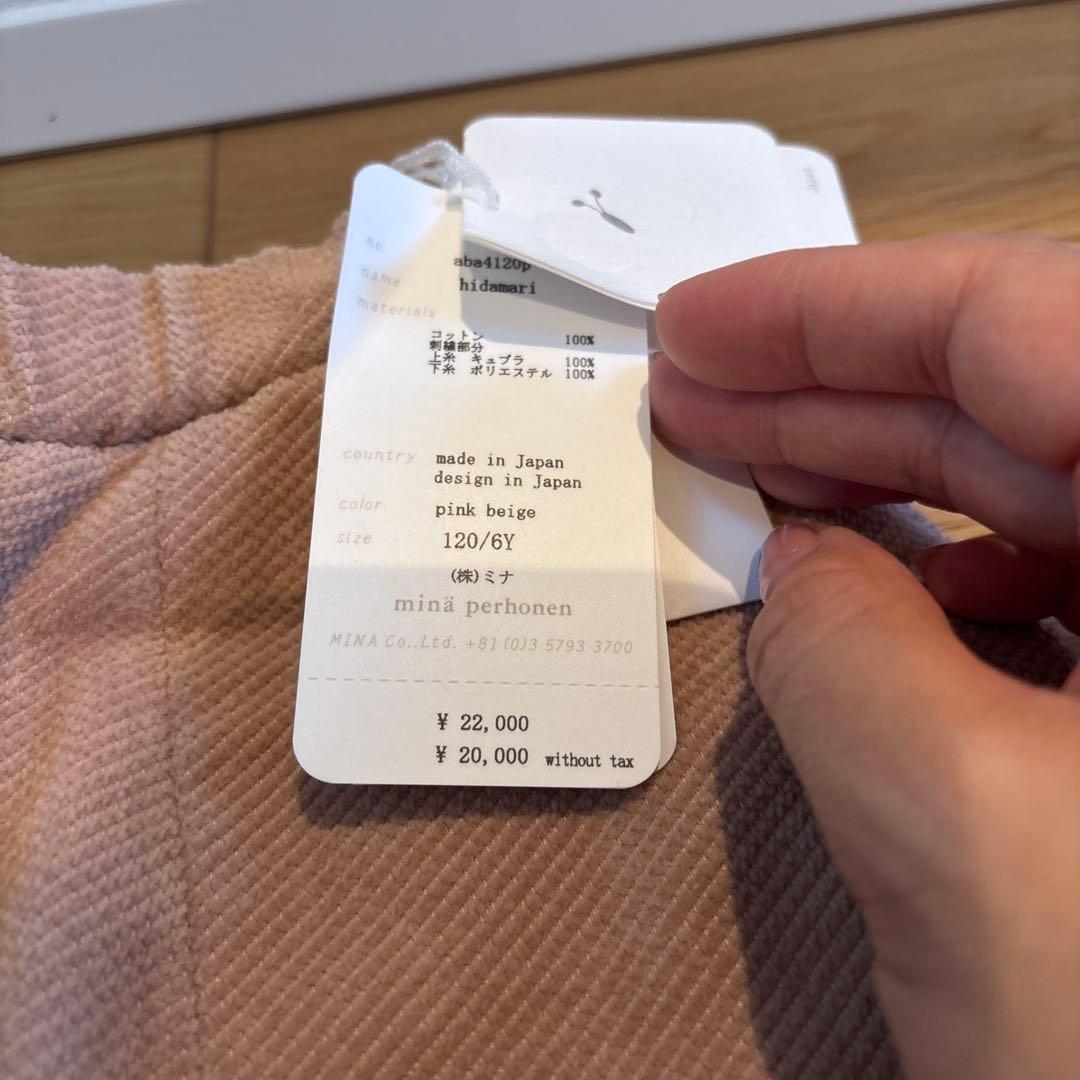 no. aba4120p
name hidamari
materials
コットン 100%
刺繍部分
上糸 キュプラ 100%
下糸 ポリエステル 100%
country made in Japan
design in Japan
color pink beige
size 120/6Y
(株)ミナ
minä perhonen
MINA Co.,Ltd. +81(0)3 5793 3700
¥ 22,000
¥ 20,000 without tax
Japan